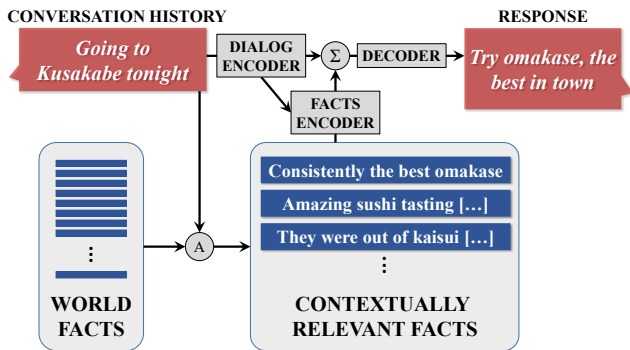 CONVERSATION HISTORY
Going to
Kusakabe tonight
DIALOG
ENCODER
Σ
DECODER
RESPONSE
Try omakase, the
best in town
FACTS
ENCODER
Consistently the best omakase
Amazing sushi tasting […]
They were out of kaisui […]
⋮
CONTEXTUALLY
RELEVANT FACTS
A
⋮
WORLD
FACTS